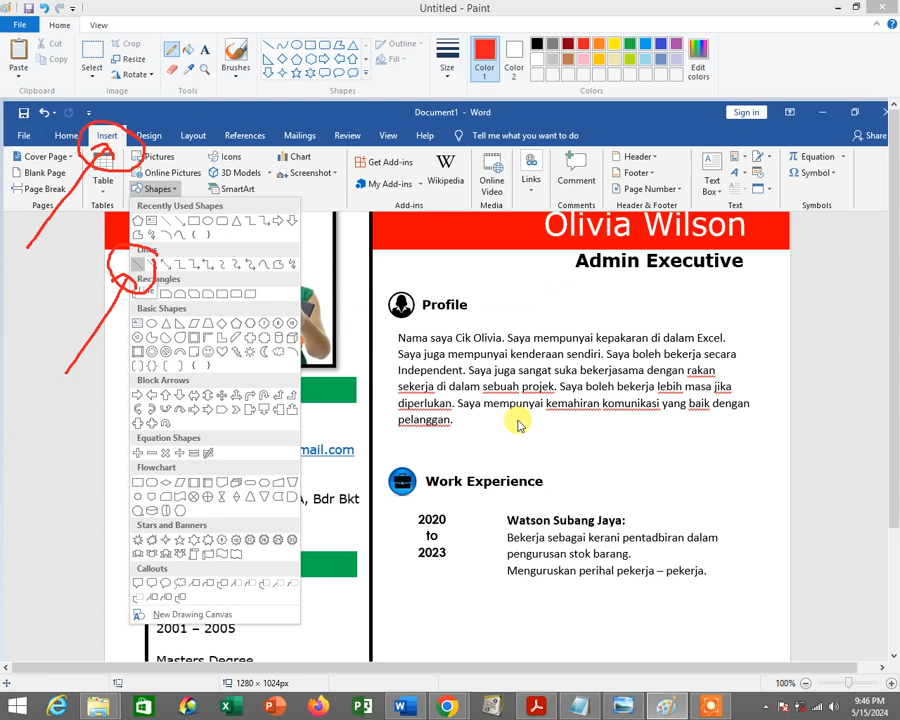 Untitled - Paint
File Home View
Paste
Cut
Copy
Clipboard
Select
Crop
Resize
Rotate
Image
Tools
Brushes
Shapes
Outline
Fill
Size
Color 1
Color 2
Colors
Edit colors
Document1 - Word
Sign in
File Home Insert Design Layout References Mailings Review View Help Tell me what you want to do Share
Cover Page
Blank Page
Page Break
Pages
Table
Tables
Pictures
Online Pictures
Shapes
Icons
3D Models
SmartArt
Chart
Screenshot
Get Add-ins
My Add-ins
Wikipedia
Add-ins
Online Video
Media
Links
Comment
Comments
Header
Footer
Page Number
Header & Footer
Text Box
Text
Equation
Symbol
Symbols
Recently Used Shapes
Lines
Rectangles
Line
Basic Shapes
Block Arrows
Equation Shapes
Flowchart
Stars and Banners
Callouts
New Drawing Canvas
Olivia Wilson
Admin Executive
Profile
Nama saya Cik Olivia. Saya mempunyai kepakaran di dalam Excel.
Saya juga mempunyai kenderaan sendiri. Saya boleh bekerja secara
Independent. Saya juga sangat suka bekerjasama dengan rakan
sekerja di dalam sebuah projek. Saya boleh bekerja lebih masa jika
diperlukan. Saya mempunyai kemahiran komunikasi yang baik dengan
pelanggan.
mail.com
A, Bdr Bkt
Work Experience
2020
to
2023
Watson Subang Jaya:
Bekerja sebagai kerani pentadbiran dalam
pengurusan stok barang.
Menguruskan perihal pekerja – pekerja.
2001 – 2005
Masters Degree
1280 × 1024px
100%
9:46 PM
5/15/2024